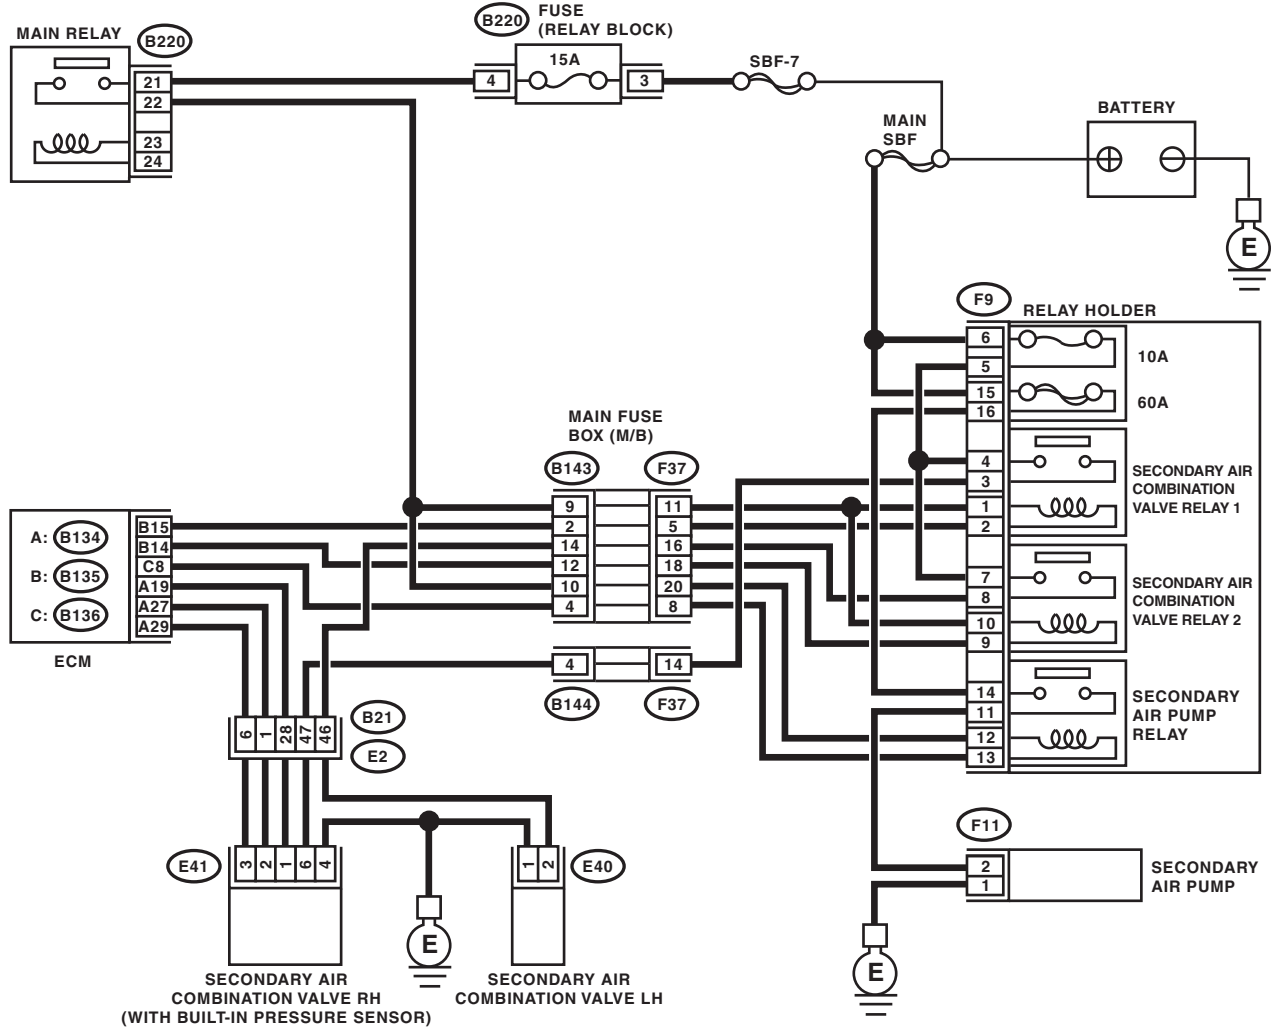 MAIN RELAY
B220
21
22
23
24
B220
FUSE
(RELAY BLOCK)
15A
4
3
SBF-7
MAIN
SBF
BATTERY
E
F9
RELAY HOLDER
6
5
15
16
4
3
1
2
7
8
10
9
14
11
12
13
10A
60A
SECONDARY AIR
COMBINATION
VALVE RELAY 1
SECONDARY AIR
COMBINATION
VALVE RELAY 2
SECONDARY
AIR PUMP
RELAY
MAIN FUSE
BOX (M/B)
B143
F37
9
11
2
5
14
16
12
18
10
20
4
8
4
14
B144
F37
A: B134
B: B135
C: B136
ECM
B15
B14
C8
A19
A27
A29
6
1
28
47
46
B21
E2
E41
3
2
1
6
4
1
2
E40
E
SECONDARY AIR
COMBINATION VALVE RH
(WITH BUILT-IN PRESSURE SENSOR)
SECONDARY AIR
COMBINATION VALVE LH
F11
2
1
SECONDARY
AIR PUMP
E